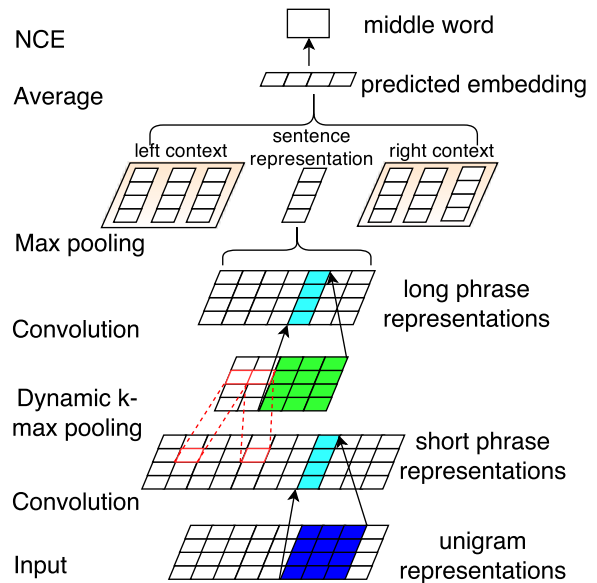 NCE
middle word
Average
predicted embedding
left context
sentence
representation
right context
Max pooling
long phrase
representations
Convolution
Dynamic k-
max pooling
short phrase
representations
Convolution
Input
unigram
representations